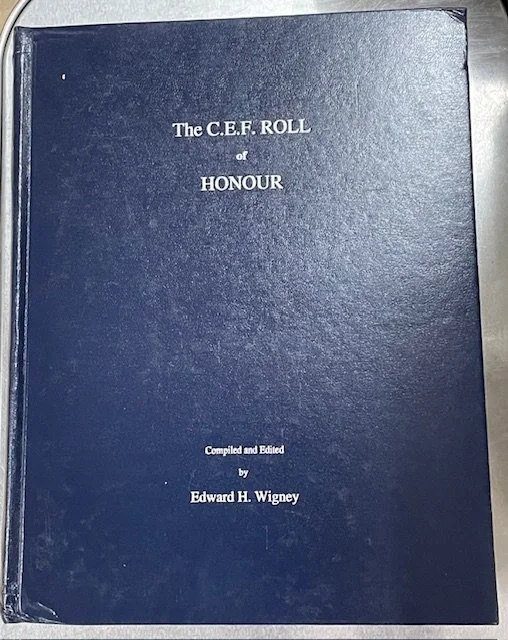 The C.E.F. ROLL
of
HONOUR
Compiled and Edited
by
Edward H. Wigney